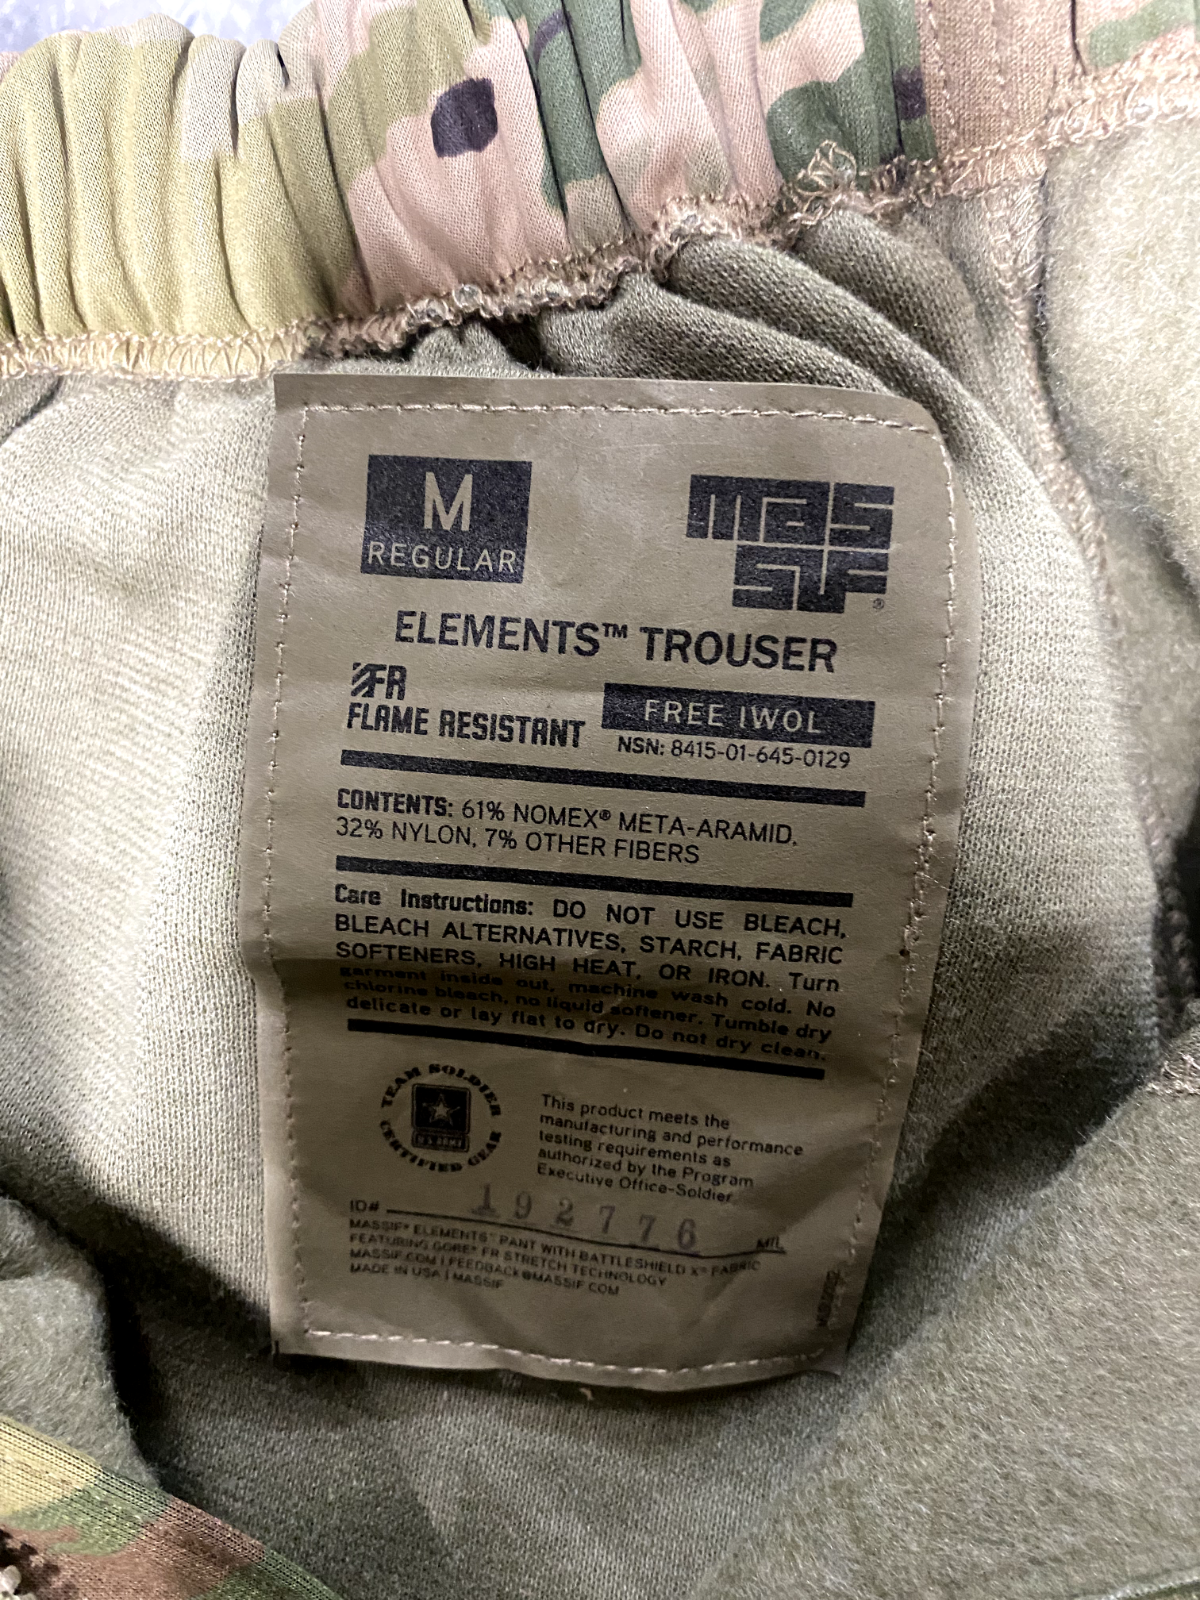 M
REGULAR
massif®
ELEMENTS™ TROUSER
FR
FLAME RESISTANT
FREE IWOL
NSN: 8415-01-645-0129
CONTENTS: 61% NOMEX® META-ARAMID,
32% NYLON, 7% OTHER FIBERS
Care Instructions: DO NOT USE BLEACH,
BLEACH ALTERNATIVES, STARCH, FABRIC
SOFTENERS, HIGH HEAT, OR IRON. Turn
garment inside out, machine wash cold. No
chlorine bleach, no liquid softener. Tumble dry
delicate or lay flat to dry. Do not dry clean.
TEAM SOLDIER
U.S. ARMY
CERTIFIED GEAR
This product meets the
manufacturing and performance
testing requirements as
authorized by the Program
Executive Office-Soldier.
ID# 192776 MIL
MASSIF® ELEMENTS™ PANT WITH BATTLESHIELD X® FABRIC
FEATURING GORE® FR STRETCH TECHNOLOGY
MASSIF.COM | FEEDBACK@MASSIF.COM
MADE IN USA | MASSIF